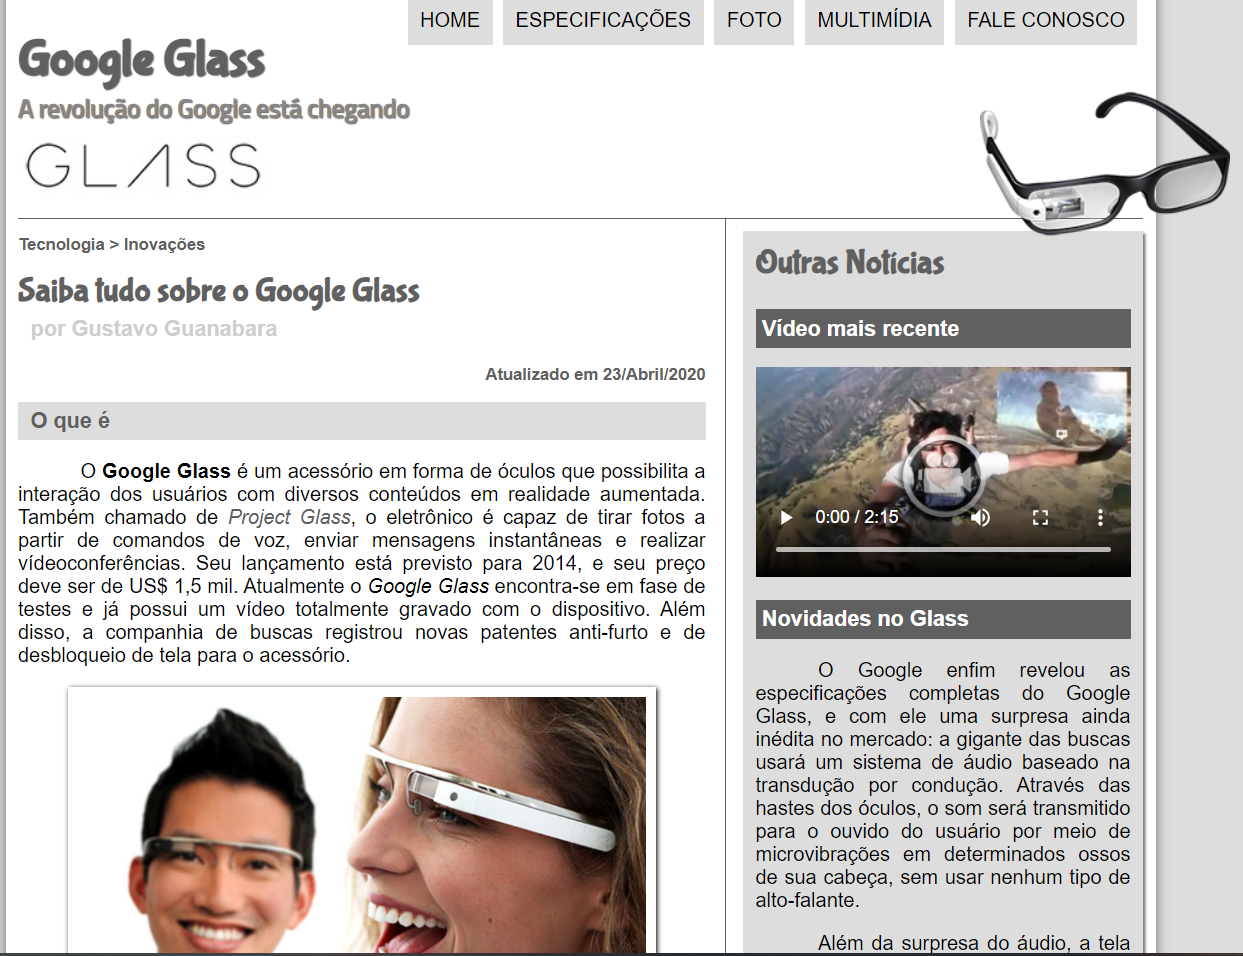 HOME ESPECIFICAÇÕES FOTO MULTIMÍDIA FALE CONOSCO
Google Glass
A revolução do Google está chegando
GLASS
Tecnologia > Inovações
Saiba tudo sobre o Google Glass
por Gustavo Guanabara
Atualizado em 23/Abril/2020
O que é
O Google Glass é um acessório em forma de óculos que possibilita a
interação dos usuários com diversos conteúdos em realidade aumentada.
Também chamado de Project Glass, o eletrônico é capaz de tirar fotos a
partir de comandos de voz, enviar mensagens instantâneas e realizar
vídeoconferências. Seu lançamento está previsto para 2014, e seu preço
deve ser de US$ 1,5 mil. Atualmente o Google Glass encontra-se em fase de
testes e já possui um vídeo totalmente gravado com o dispositivo. Além
disso, a companhia de buscas registrou novas patentes anti-furto e de
desbloqueio de tela para o acessório.
Outras Notícias
Vídeo mais recente
0:00 / 2:15
Novidades no Glass
O Google enfim revelou as
especificações completas do Google
Glass, e com ele uma surpresa ainda
inédita no mercado: a gigante das buscas
usará um sistema de áudio baseado na
transdução por condução. Através das
hastes dos óculos, o som será transmitido
para o ouvido do usuário por meio de
microvibrações em determinados ossos
de sua cabeça, sem usar nenhum tipo de
alto-falante.
Além da surpresa do áudio, a tela